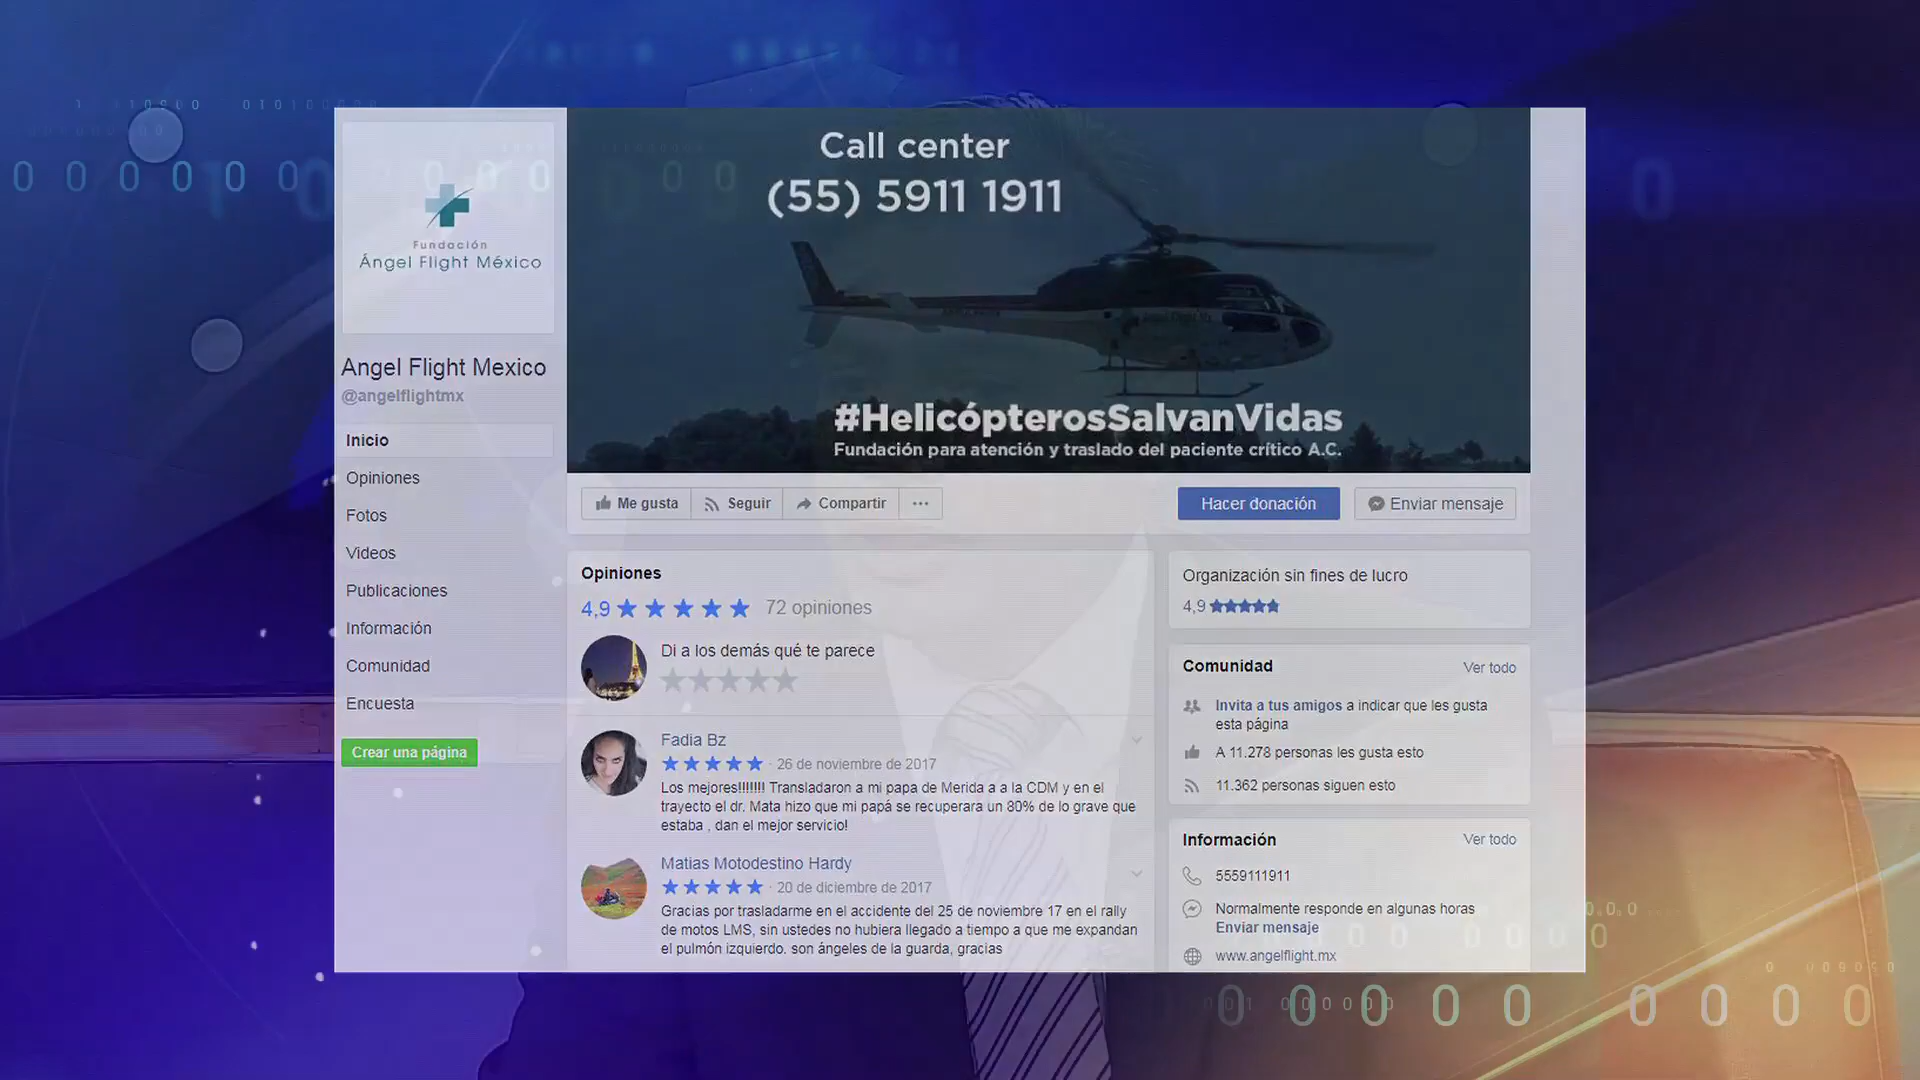 Fundación
Ángel Flight México
Angel Flight Mexico
@angelflightmx
Inicio
Opiniones
Fotos
Videos
Publicaciones
Información
Comunidad
Encuesta
Crear una página
Call center
(55) 5911 1911
#HelicópterosSalvanVidas
Fundación para atención y traslado del paciente crítico A.C.
Me gusta
Seguir
Compartir
Hacer donación
Enviar mensaje
Opiniones
4,9 72 opiniones
Di a los demás qué te parece
Fadia Bz
· 26 de noviembre de 2017
Los mejores!!!!!!! Transladaron a mi papa de Merida a a la CDM y en el
trayecto el dr. Mata hizo que mi papá se recuperara un 80% de lo grave que
estaba , dan el mejor servicio!
Matias Motodestino Hardy
· 20 de diciembre de 2017
Gracias por trasladarme en el accidente del 25 de noviembre 17 en el rally
de motos LMS, sin ustedes no hubiera llegado a tiempo a que me expandan
el pulmón izquierdo. son ángeles de la guarda, gracias
Organización sin fines de lucro
4,9
Comunidad Ver todo
Invita a tus amigos a indicar que les gusta
esta página
A 11.278 personas les gusta esto
11.362 personas siguen esto
Información Ver todo
5559111911
Normalmente responde en algunas horas
Enviar mensaje
www.angelflight.mx